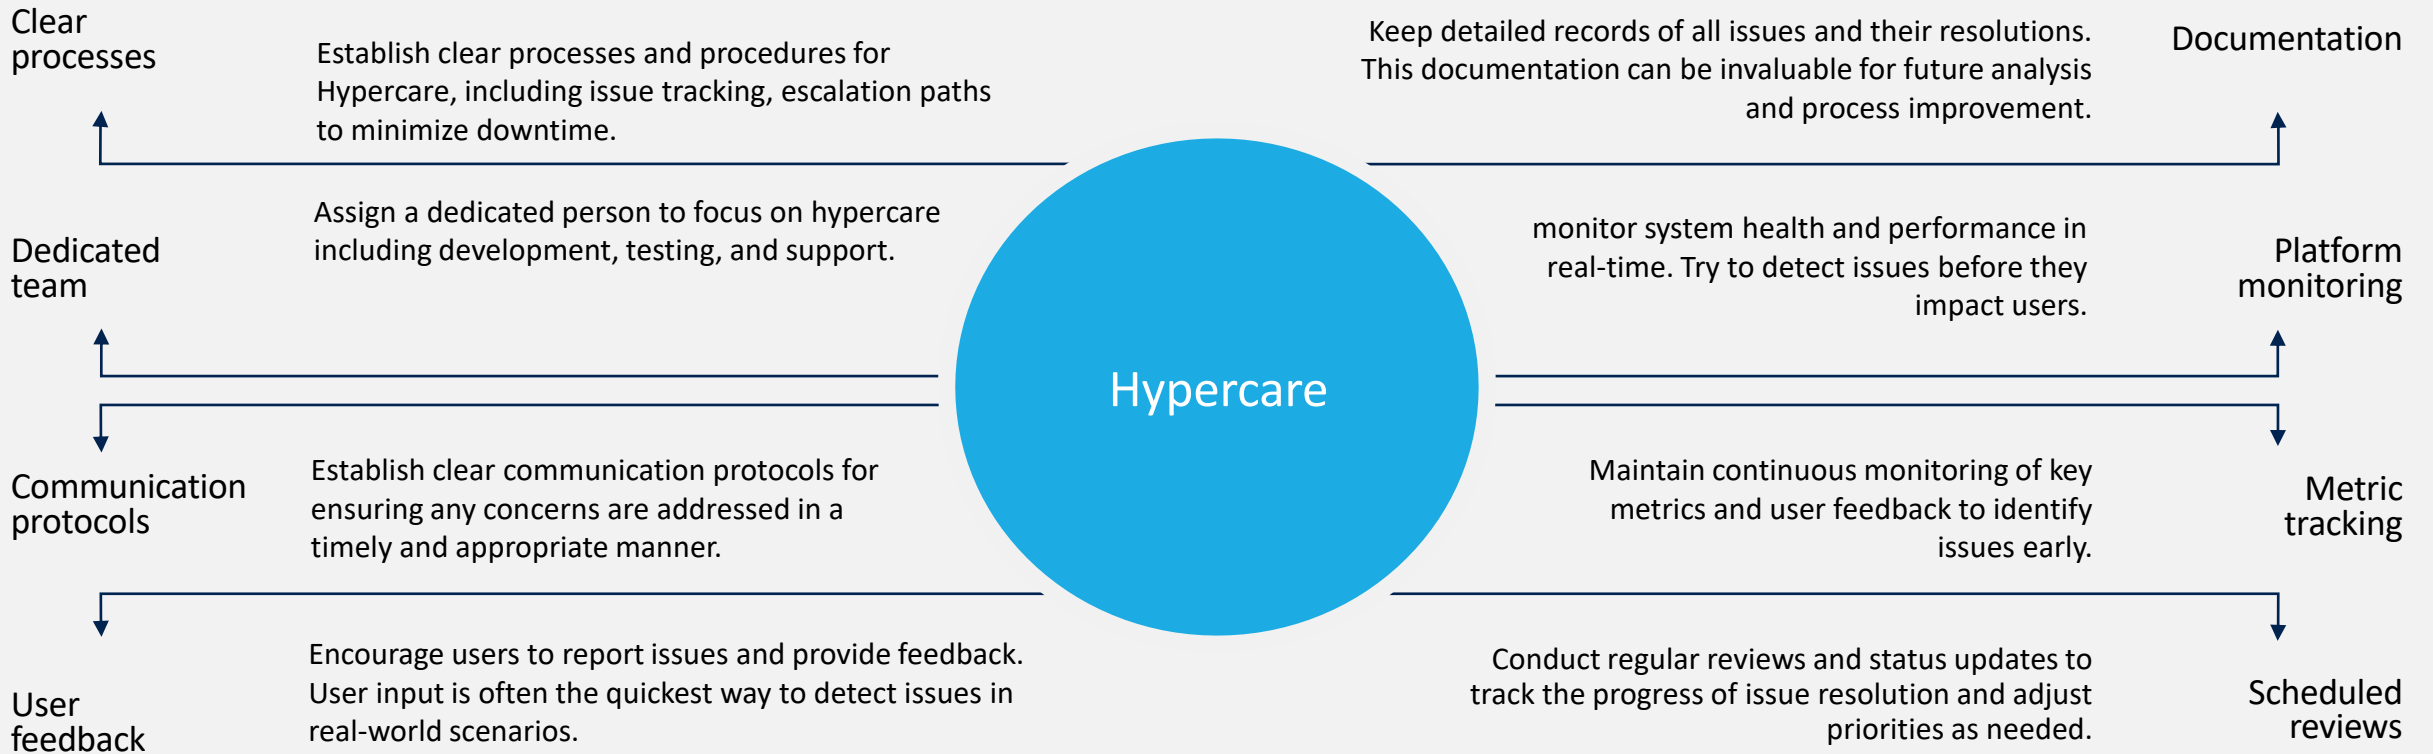 Clear
processes
Establish clear processes and procedures for
Hypercare, including issue tracking, escalation paths
to minimize downtime.
Dedicated
team
Assign a dedicated person to focus on hypercare
including development, testing, and support.
Communication
protocols
Establish clear communication protocols for
ensuring any concerns are addressed in a
timely and appropriate manner.
User
feedback
Encourage users to report issues and provide feedback.
User input is often the quickest way to detect issues in
real-world scenarios.
Hypercare
Keep detailed records of all issues and their resolutions.
This documentation can be invaluable for future analysis
and process improvement.
Documentation
monitor system health and performance in
real-time. Try to detect issues before they
impact users.
Platform
monitoring
Maintain continuous monitoring of key
metrics and user feedback to identify
issues early.
Metric
tracking
Conduct regular reviews and status updates to
track the progress of issue resolution and adjust
priorities as needed.
Scheduled
reviews